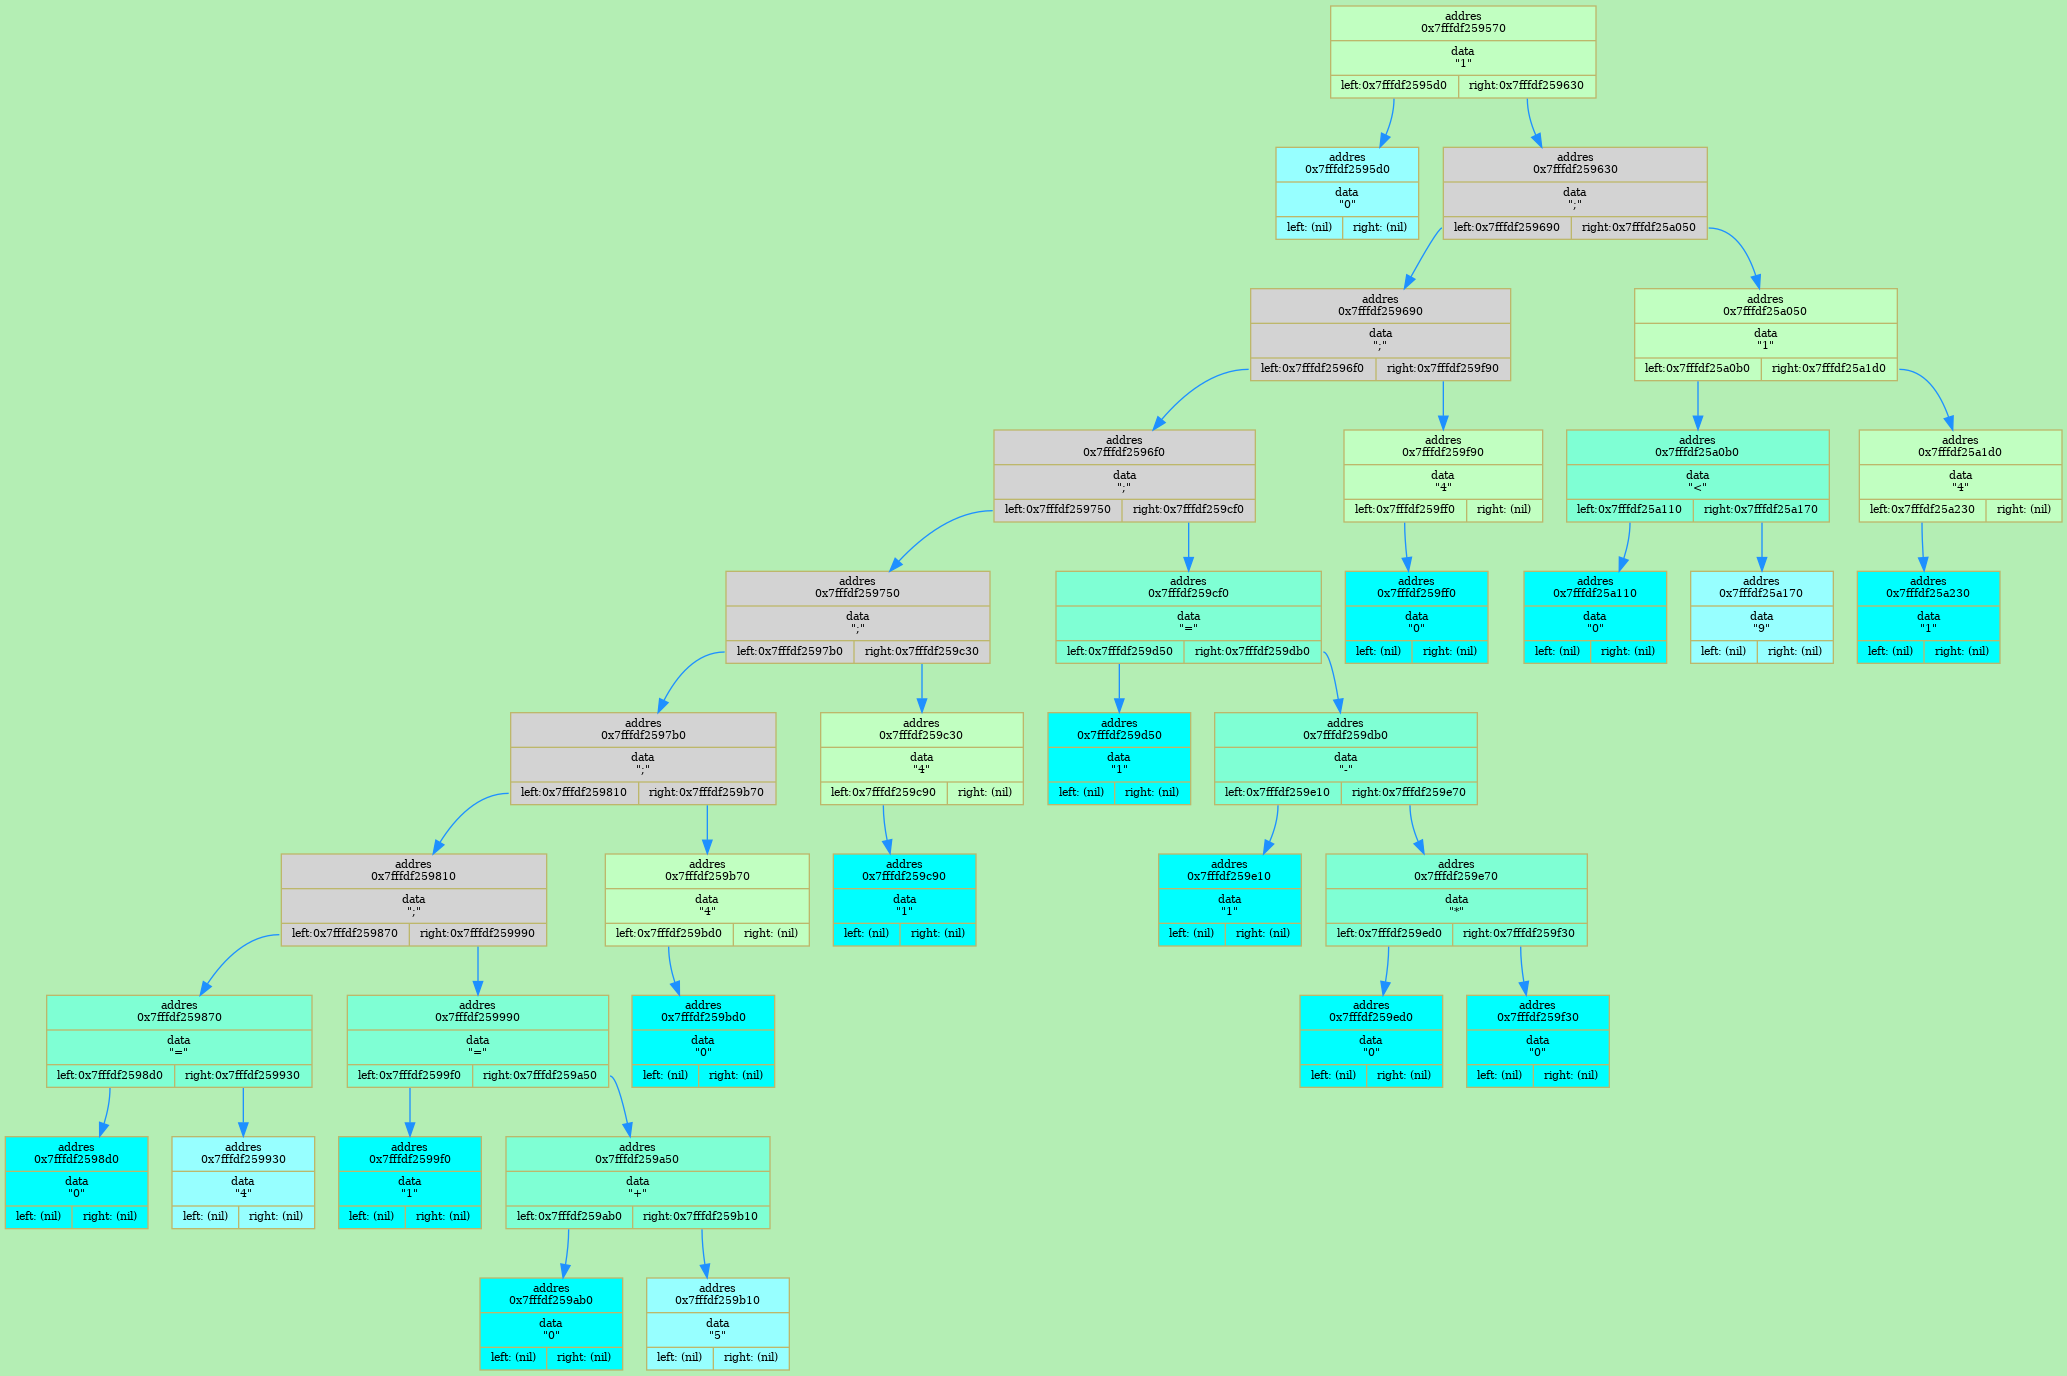 addres
0x7fffdf259570
data
"1"
left:0x7fffdf2595d0 right:0x7fffdf259630
addres
0x7fffdf2595d0
data
"0"
left: (nil) right: (nil)
addres
0x7fffdf259630
data
";"
left:0x7fffdf259690 right:0x7fffdf25a050
addres
0x7fffdf259690
data
";"
left:0x7fffdf2596f0 right:0x7fffdf259f90
addres
0x7fffdf25a050
data
"1"
left:0x7fffdf25a0b0 right:0x7fffdf25a1d0
addres
0x7fffdf2596f0
data
";"
left:0x7fffdf259750 right:0x7fffdf259cf0
addres
0x7fffdf259f90
data
"4"
left:0x7fffdf259ff0 right: (nil)
addres
0x7fffdf25a0b0
data
"<"
left:0x7fffdf25a110 right:0x7fffdf25a170
addres
0x7fffdf25a1d0
data
"4"
left:0x7fffdf25a230 right: (nil)
addres
0x7fffdf259750
data
";"
left:0x7fffdf2597b0 right:0x7fffdf259c30
addres
0x7fffdf259cf0
data
"="
left:0x7fffdf259d50 right:0x7fffdf259db0
addres
0x7fffdf259ff0
data
"0"
left: (nil) right: (nil)
addres
0x7fffdf25a110
data
"0"
left: (nil) right: (nil)
addres
0x7fffdf25a170
data
"9"
left: (nil) right: (nil)
addres
0x7fffdf25a230
data
"1"
left: (nil) right: (nil)
addres
0x7fffdf2597b0
data
";"
left:0x7fffdf259810 right:0x7fffdf259b70
addres
0x7fffdf259c30
data
"4"
left:0x7fffdf259c90 right: (nil)
addres
0x7fffdf259d50
data
"1"
left: (nil) right: (nil)
addres
0x7fffdf259db0
data
"-"
left:0x7fffdf259e10 right:0x7fffdf259e70
addres
0x7fffdf259810
data
";"
left:0x7fffdf259870 right:0x7fffdf259990
addres
0x7fffdf259b70
data
"4"
left:0x7fffdf259bd0 right: (nil)
addres
0x7fffdf259c90
data
"1"
left: (nil) right: (nil)
addres
0x7fffdf259e10
data
"1"
left: (nil) right: (nil)
addres
0x7fffdf259e70
data
"*"
left:0x7fffdf259ed0 right:0x7fffdf259f30
addres
0x7fffdf259870
data
"="
left:0x7fffdf2598d0 right:0x7fffdf259930
addres
0x7fffdf259990
data
"="
left:0x7fffdf2599f0 right:0x7fffdf259a50
addres
0x7fffdf259bd0
data
"0"
left: (nil) right: (nil)
addres
0x7fffdf259ed0
data
"0"
left: (nil) right: (nil)
addres
0x7fffdf259f30
data
"0"
left: (nil) right: (nil)
addres
0x7fffdf2598d0
data
"0"
left: (nil) right: (nil)
addres
0x7fffdf259930
data
"4"
left: (nil) right: (nil)
addres
0x7fffdf2599f0
data
"1"
left: (nil) right: (nil)
addres
0x7fffdf259a50
data
"+"
left:0x7fffdf259ab0 right:0x7fffdf259b10
addres
0x7fffdf259ab0
data
"0"
left: (nil) right: (nil)
addres
0x7fffdf259b10
data
"5"
left: (nil) right: (nil)